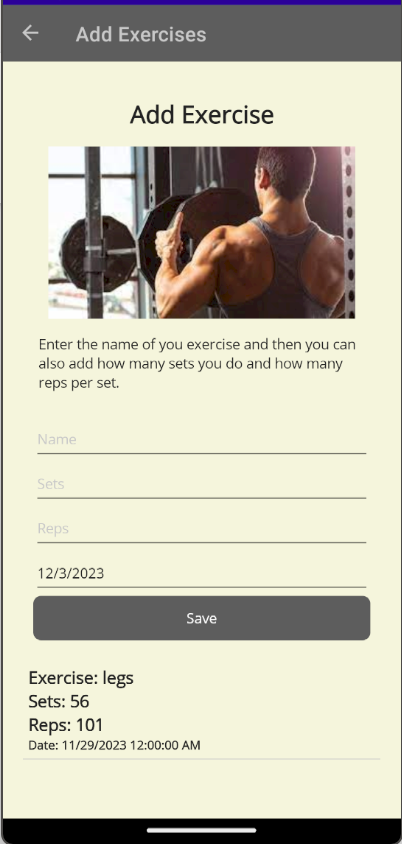 Add Exercises
Add Exercise
Enter the name of you exercise and then you can
also add how many sets you do and how many
reps per set.
Name
Sets
Reps
12/3/2023
Save
Exercise: legs
Sets: 56
Reps: 101
Date: 11/29/2023 12:00:00 AM